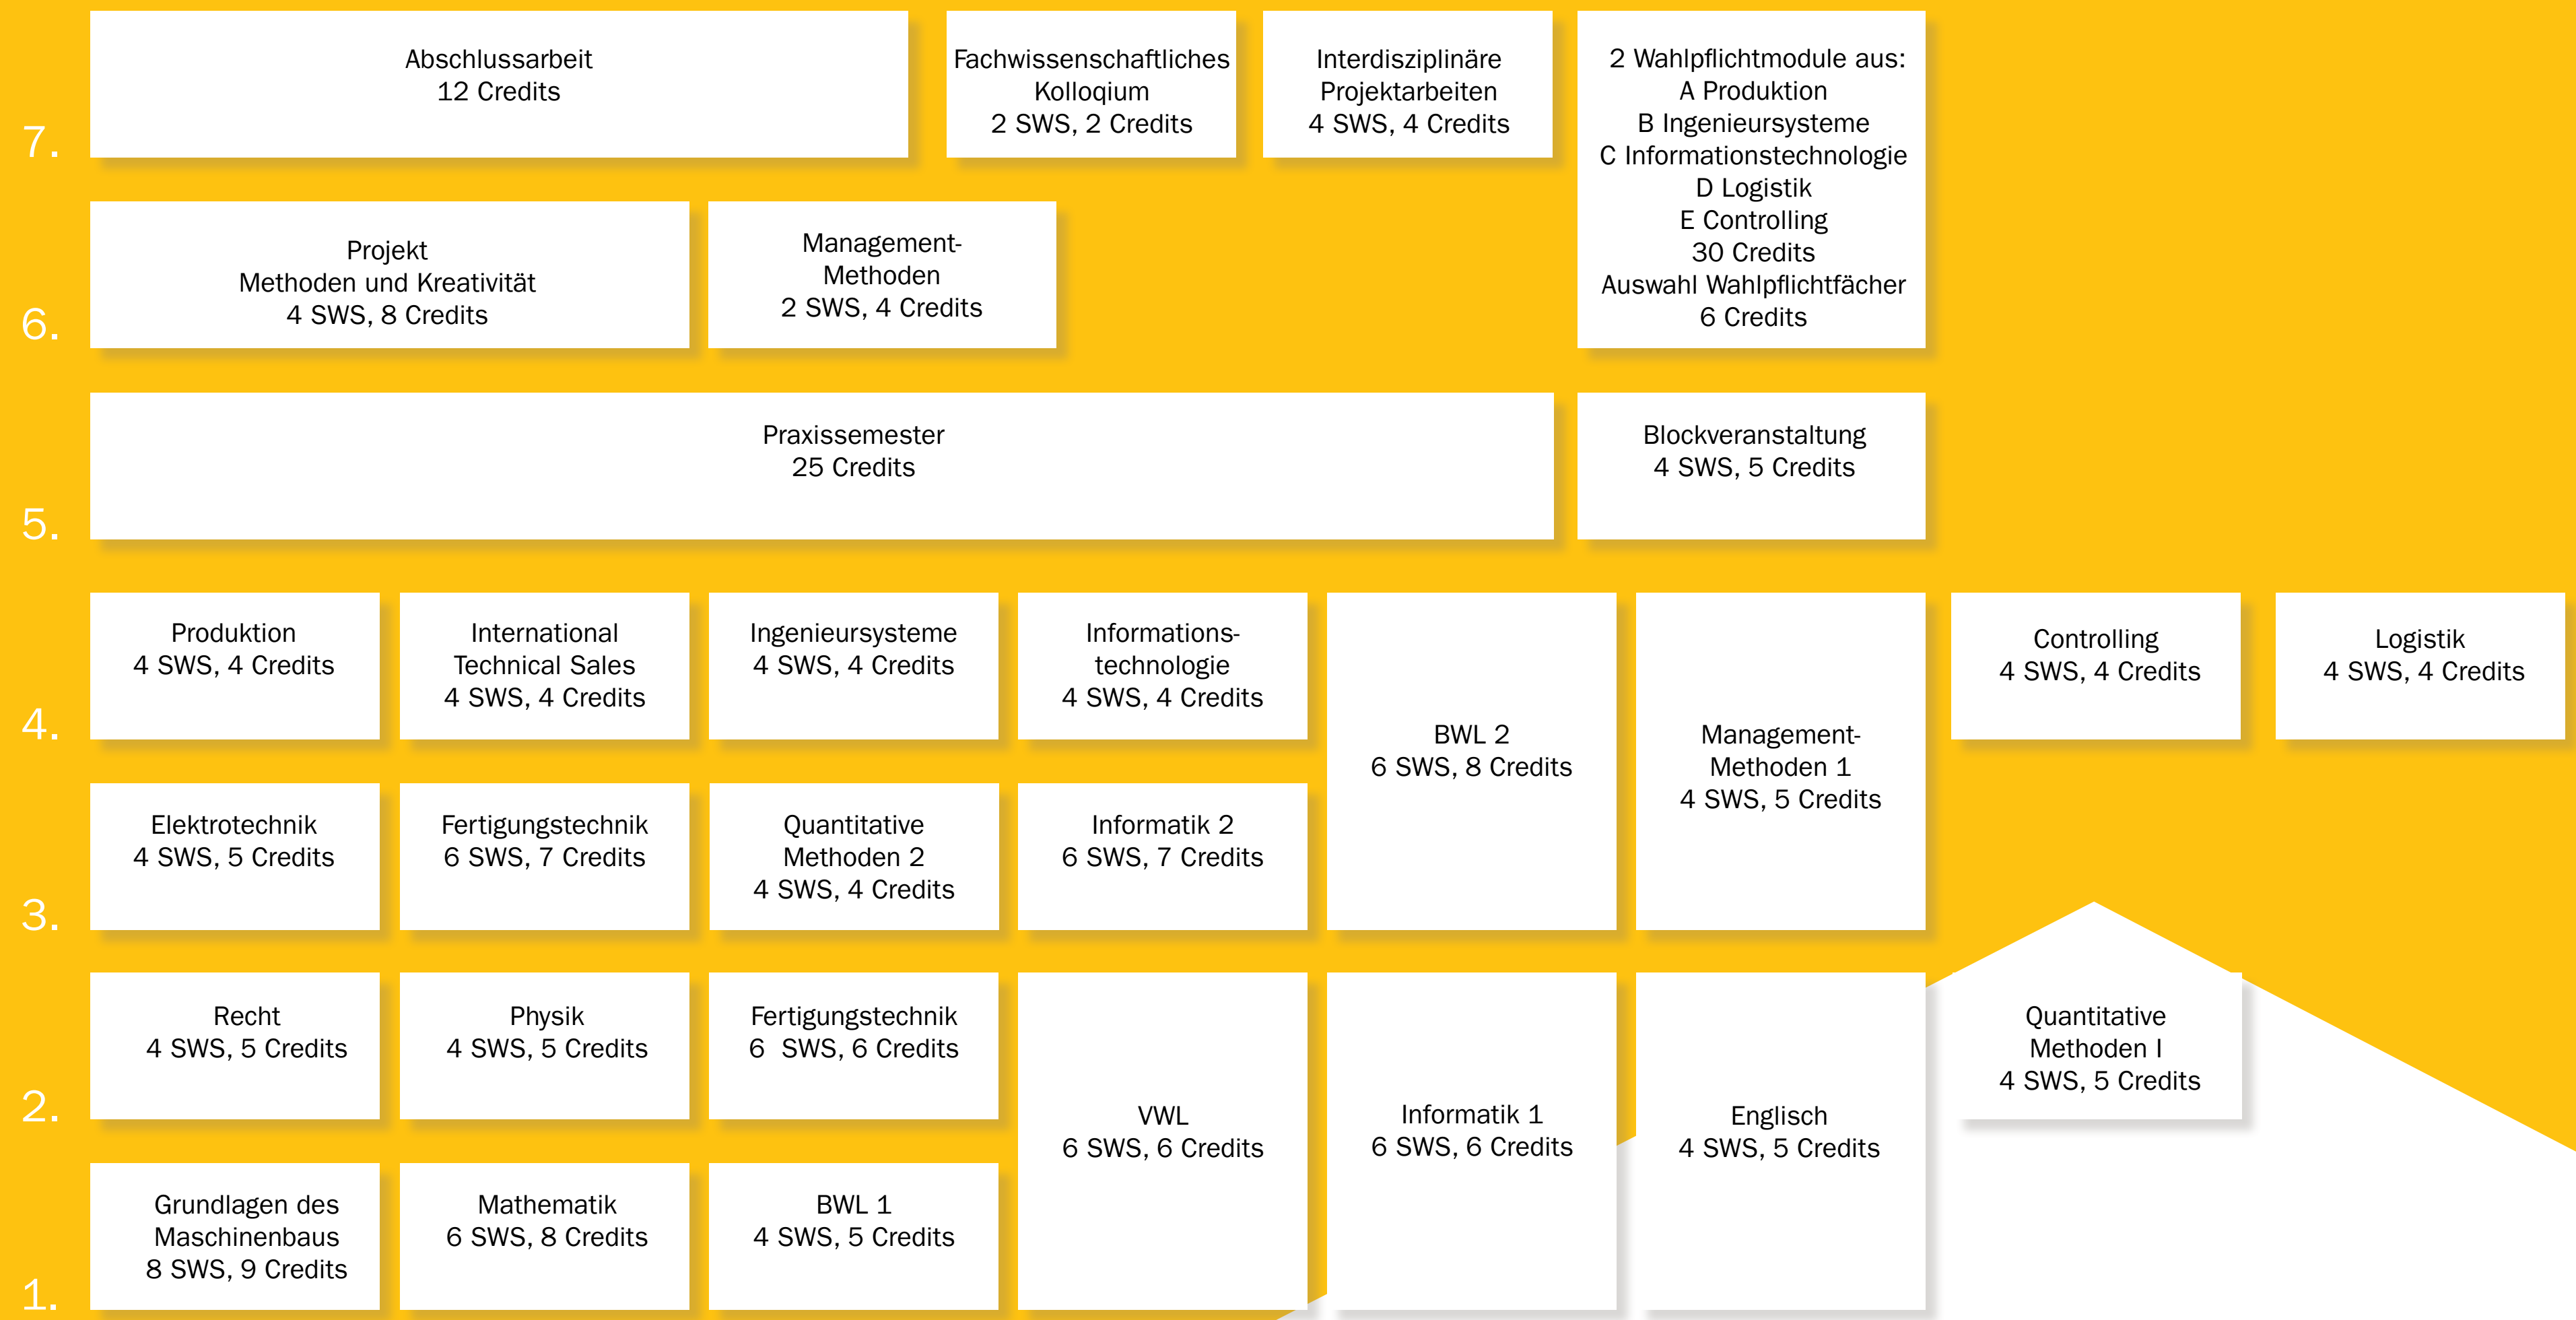 7.
Abschlussarbeit
12 Credits
Fachwissenschaftliches
Kolloqium
2 SWS, 2 Credits
Interdisziplinäre
Projektarbeiten
4 SWS, 4 Credits
2 Wahlpflichtmodule aus:
A Produktion
B Ingenieursysteme
C Informationstechnologie
D Logistik
E Controlling
30 Credits
Auswahl Wahlpflichtfächer
6 Credits
6.
Projekt
Methoden und Kreativität
4 SWS, 8 Credits
Management-
Methoden
2 SWS, 4 Credits
5.
Praxissemester
25 Credits
Blockveranstaltung
4 SWS, 5 Credits
4.
Produktion
4 SWS, 4 Credits
International
Technical Sales
4 SWS, 4 Credits
Ingenieursysteme
4 SWS, 4 Credits
Informations-
technologie
4 SWS, 4 Credits
BWL 2
6 SWS, 8 Credits
Management-
Methoden 1
4 SWS, 5 Credits
Controlling
4 SWS, 4 Credits
Logistik
4 SWS, 4 Credits
3.
Elektrotechnik
4 SWS, 5 Credits
Fertigungstechnik
6 SWS, 7 Credits
Quantitative
Methoden 2
4 SWS, 4 Credits
Informatik 2
6 SWS, 7 Credits
2.
Recht
4 SWS, 5 Credits
Physik
4 SWS, 5 Credits
Fertigungstechnik
6 SWS, 6 Credits
VWL
6 SWS, 6 Credits
Informatik 1
6 SWS, 6 Credits
Englisch
4 SWS, 5 Credits
Quantitative
Methoden I
4 SWS, 5 Credits
1.
Grundlagen des
Maschinenbaus
8 SWS, 9 Credits
Mathematik
6 SWS, 8 Credits
BWL 1
4 SWS, 5 Credits